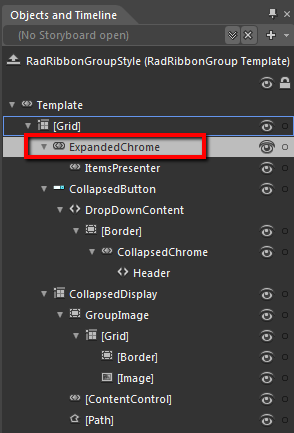 Objects and Timeline
(No Storyboard open)
RadRibbonGroupStyle (RadRibbonGroup Template)
Template
[Grid]
ExpandedChrome
ItemsPresenter
CollapsedButton
DropDownContent
[Border]
CollapsedChrome
Header
CollapsedDisplay
GroupImage
[Grid]
[Border]
[Image]
[ContentControl]
[Path]